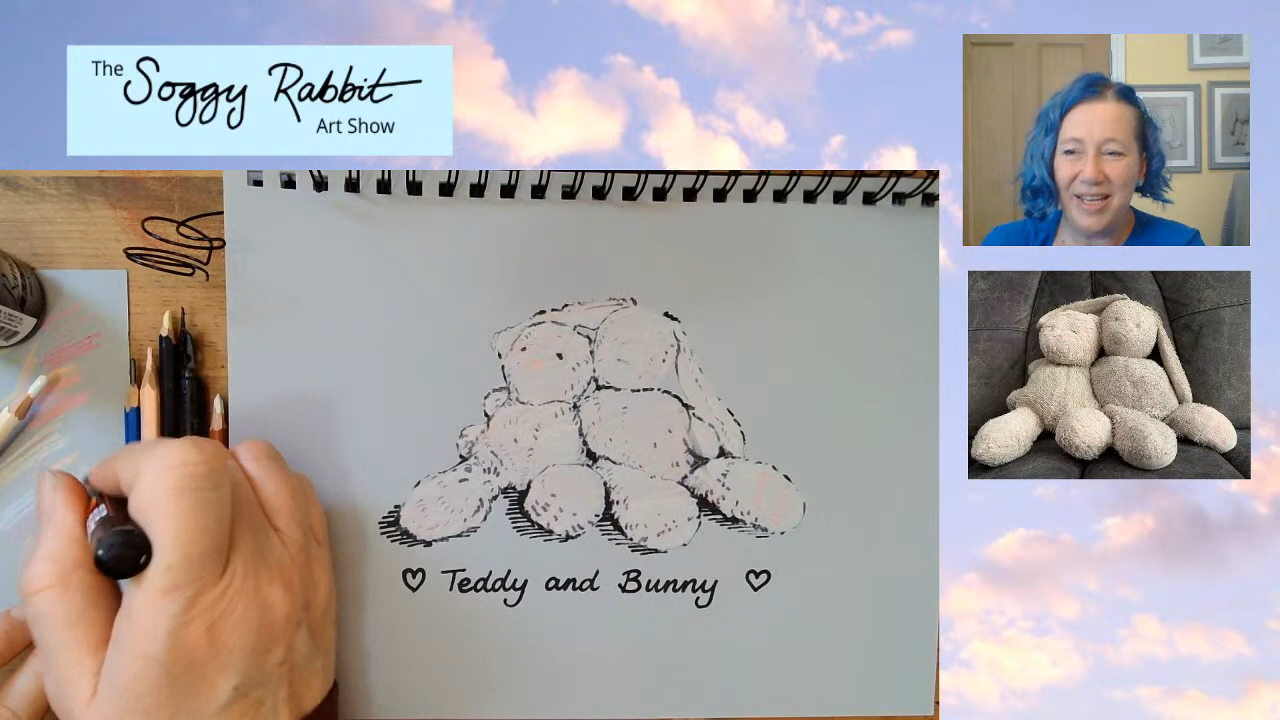 The Soggy Rabbit
Art Show
♡ Teddy and Bunny ♡